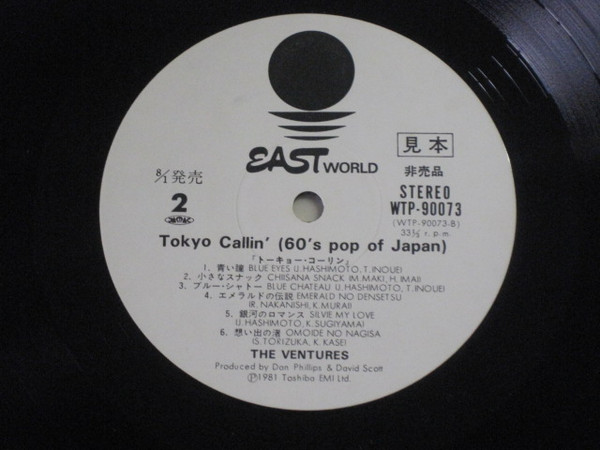 EAST WORLD
見本
非売品
8/1発売
2
STEREO
WTP-90073
(WTP-90073-B)
33⅓ r.p.m.
Tokyo Callin' (60's pop of Japan)
「トーキョー・コーリン」
1. 青い瞳 BLUE EYES (J. HASHIMOTO, T. INOUE)
2. 小さなスナック CHIISANA SNACK (M. MAKI, H. IMAI)
3. ブルー・シャトー BLUE CHATEAU (J. HASHIMOTO, T. INOUE)
4. エメラルドの伝説 EMERALD NO DENSETSU
(R. NAKANISHI, K. MURAI)
5. 銀河のロマンス SILVIE MY LOVE
(J. HASHIMOTO, K. SUGIYAMA)
6. 想い出の渚 OMOIDE NO NAGISA
(S. TORIZUKA, K. KASE)
THE VENTURES
Produced by Dan Phillips & David Scott
Ⓟ1981 Toshiba EMI Ltd.